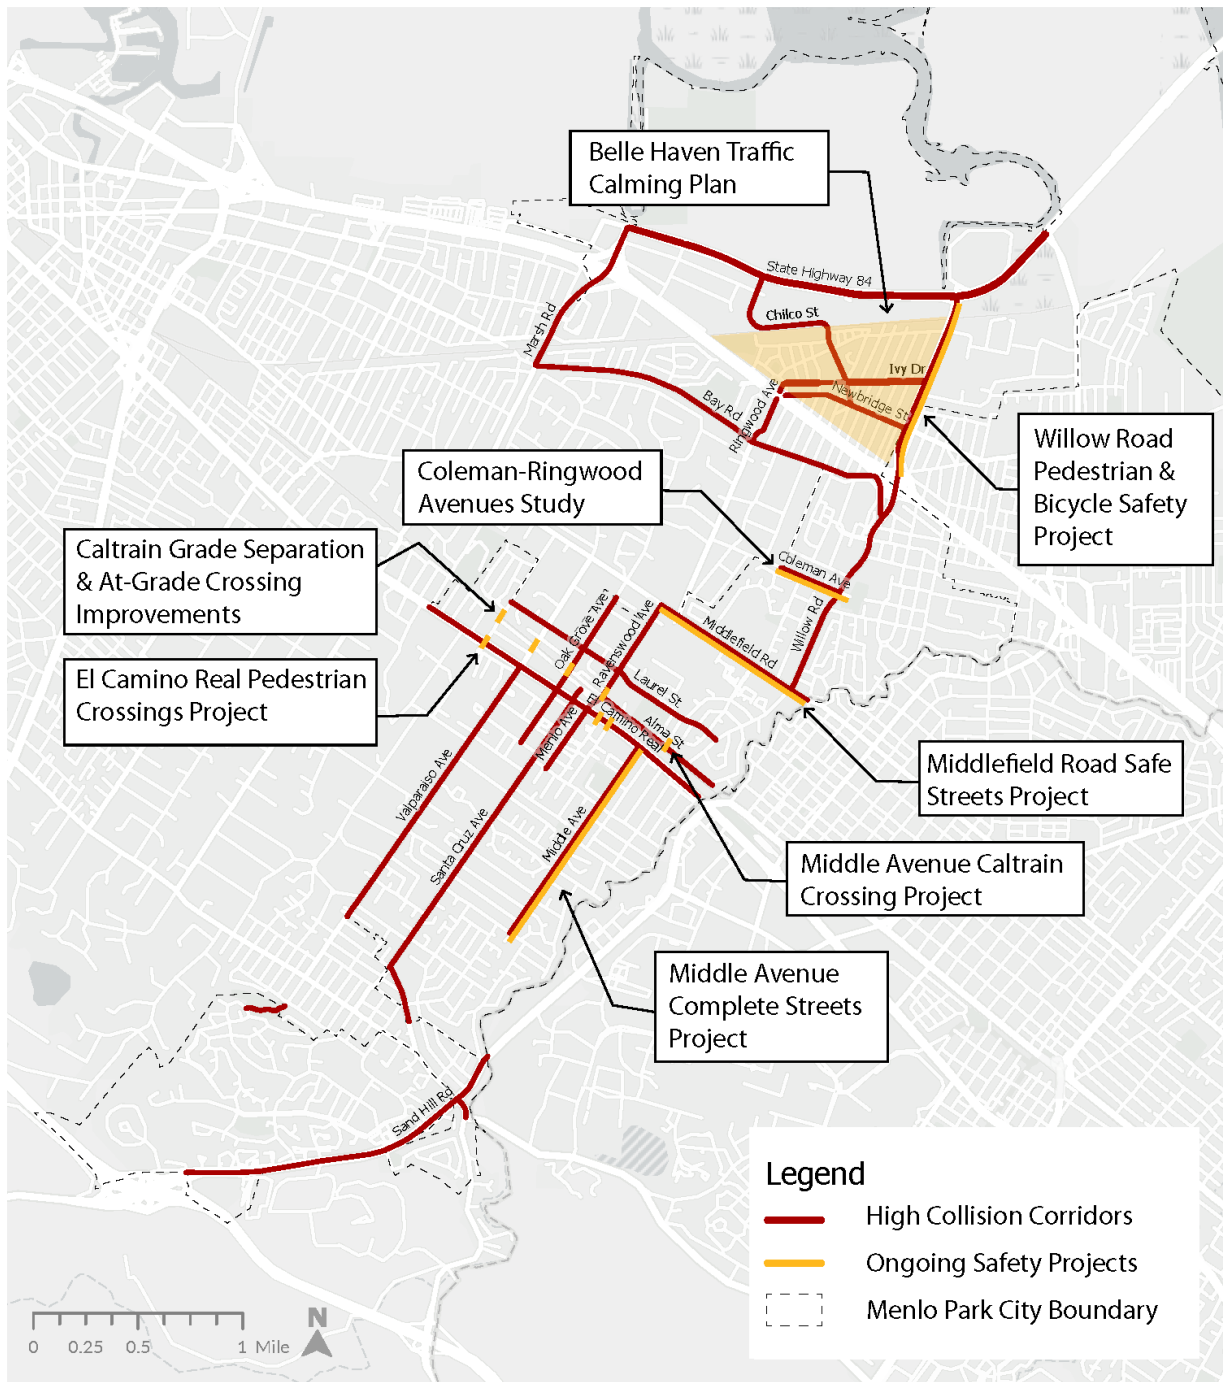 Belle Haven Traffic
Calming Plan
State Highway 84
Chilco St
Marsh Rd
Ivy Dr
Newbridge St
Bay Rd
Ringwood Ave
Willow Road
Pedestrian &
Bicycle Safety
Project
Coleman-Ringwood
Avenues Study
Caltrain Grade Separation
& At-Grade Crossing
Improvements
Coleman Ave
Willow Rd
Middlefield Rd
Oak Grove Ave
Ravenswood Ave
El Camino Real Pedestrian
Crossings Project
Laurel St
Alma St
El Camino Real
Menlo Ave
Middlefield Road Safe
Streets Project
Valparaiso Ave
Santa Cruz Ave
Middle Ave
Middle Avenue Caltrain
Crossing Project
Middle Avenue
Complete Streets
Project
Sand Hill Rd
Legend
High Collision Corridors
Ongoing Safety Projects
Menlo Park City Boundary
N
0 0.25 0.5 1 Mile